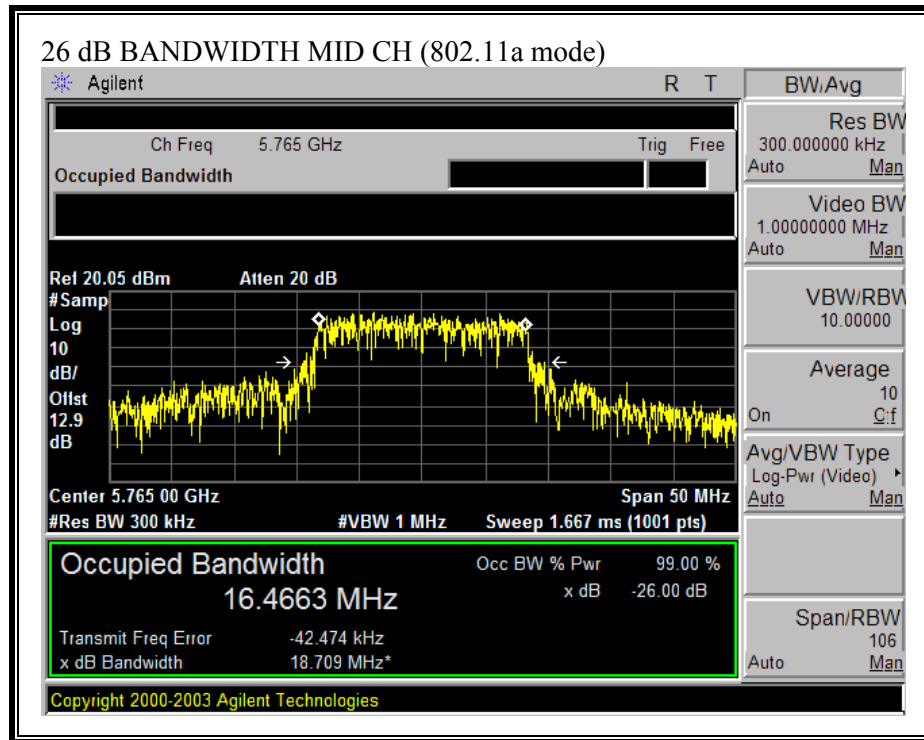 26 dB BANDWIDTH MID CH (802.11a mode)
Agilent R T
BW/Avg
Ch Freq 5.765 GHz Trig Free
Occupied Bandwidth
Res BW
300.000000 kHz
Auto Man
Video BW
1.00000000 MHz
Auto Man
VBW/RBW
10.00000
Average
10
On Off
Avg/VBW Type
Log-Pwr (Video)
Auto Man
Span/RBW
106
Auto Man
Ref 20.05 dBm Atten 20 dB
#Samp
Log
10
dB/
Offst
12.9
dB
Center 5.765 00 GHz Span 50 MHz
#Res BW 300 kHz #VBW 1 MHz Sweep 1.667 ms (1001 pts)
Occupied Bandwidth
16.4663 MHz
Occ BW % Pwr 99.00 %
x dB -26.00 dB
Transmit Freq Error -42.474 kHz
x dB Bandwidth 18.709 MHz*
Copyright 2000-2003 Agilent Technologies